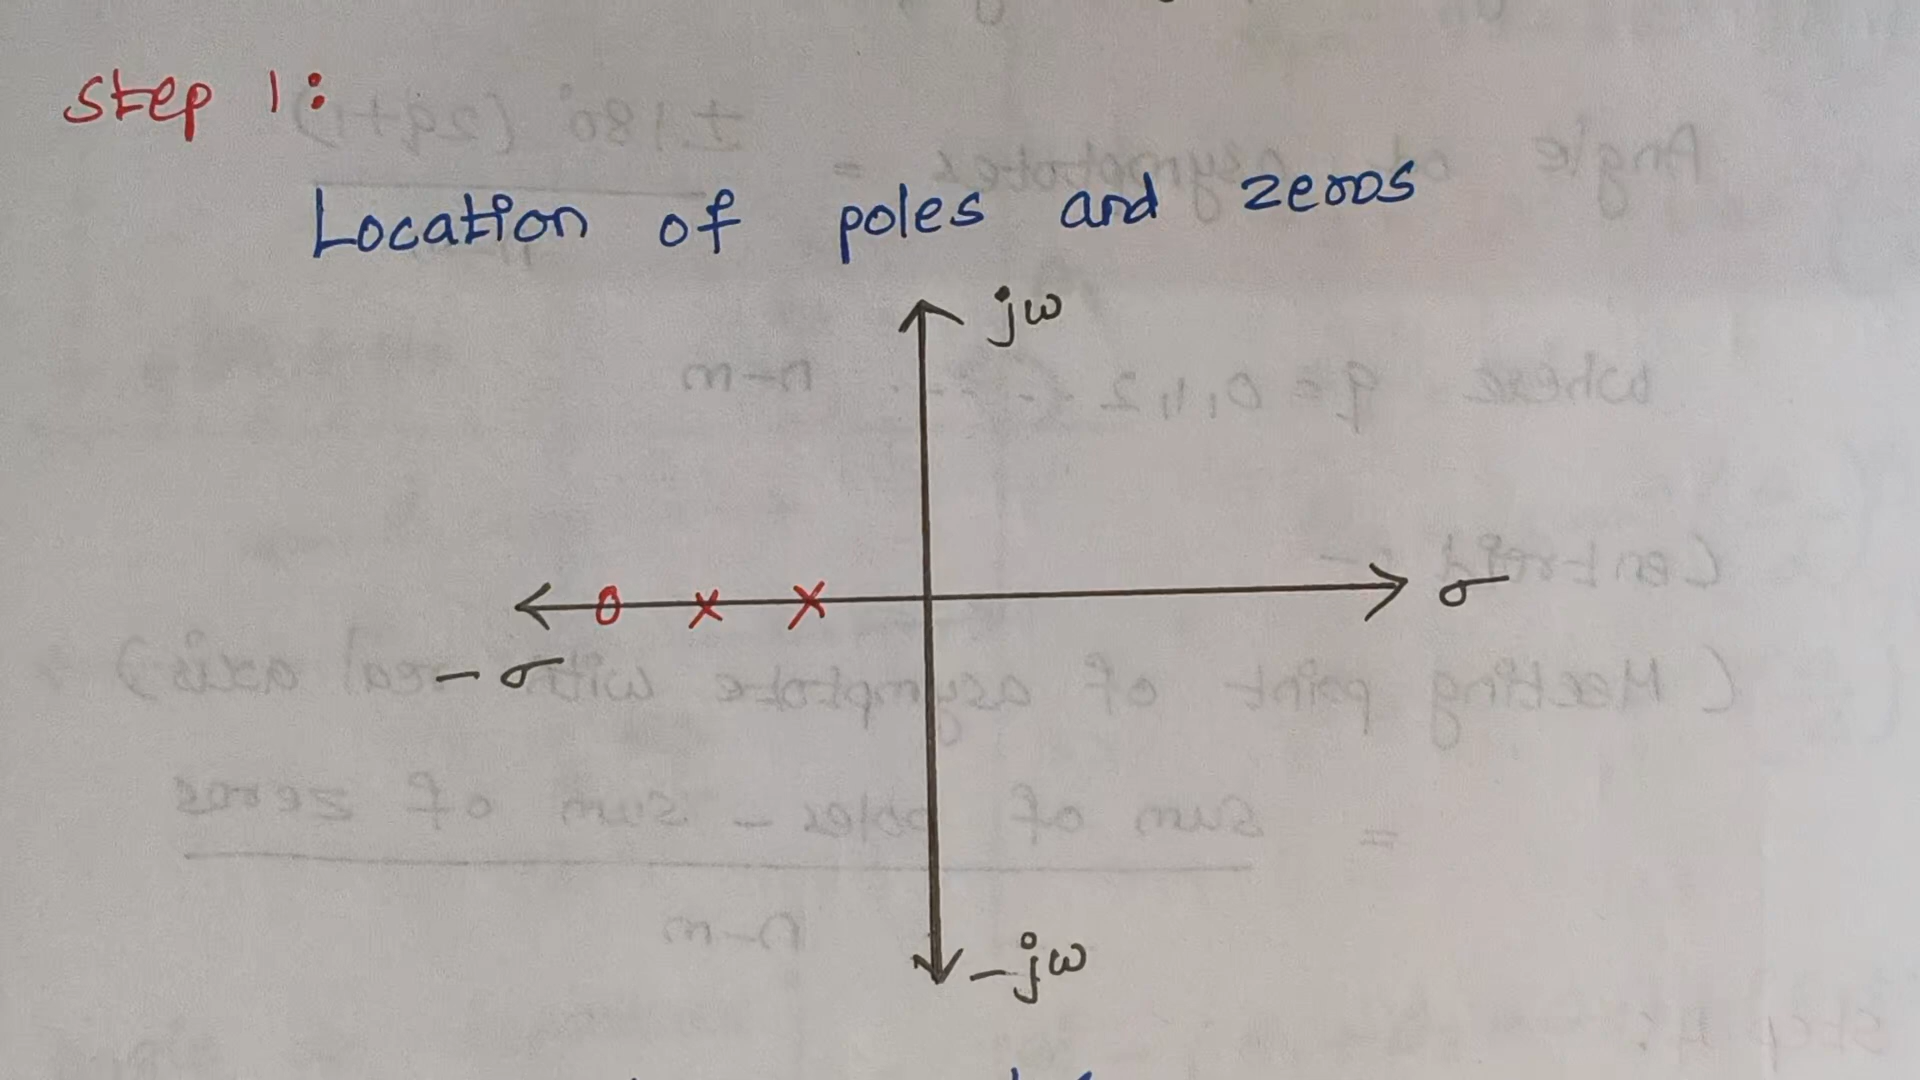 Step 1:
Location of poles and zeros
jω
σ
-σ
-jω